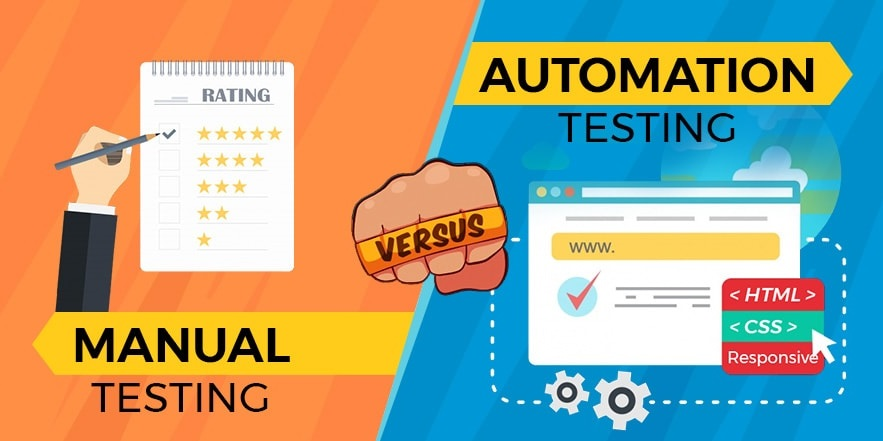 RATING
MANUAL
TESTING
VERSUS
AUTOMATION
TESTING
www.
< HTML >
< CSS >
Responsive